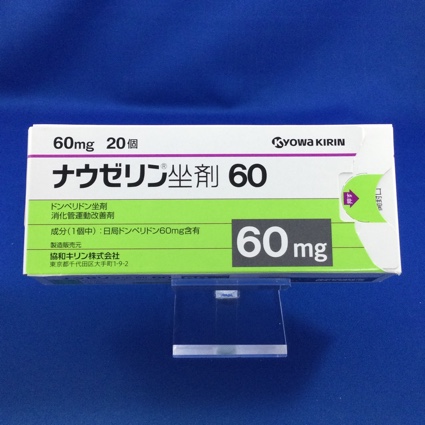 60mg 20個
KYOWA KIRIN
ナウゼリン®坐剤 60
ドンペリドン坐剤
消化管運動改善剤
成分(1個中):日局ドンペリドン60mg含有
60mg
製造販売元
協和キリン株式会社
東京都千代田区大手町1-9-2